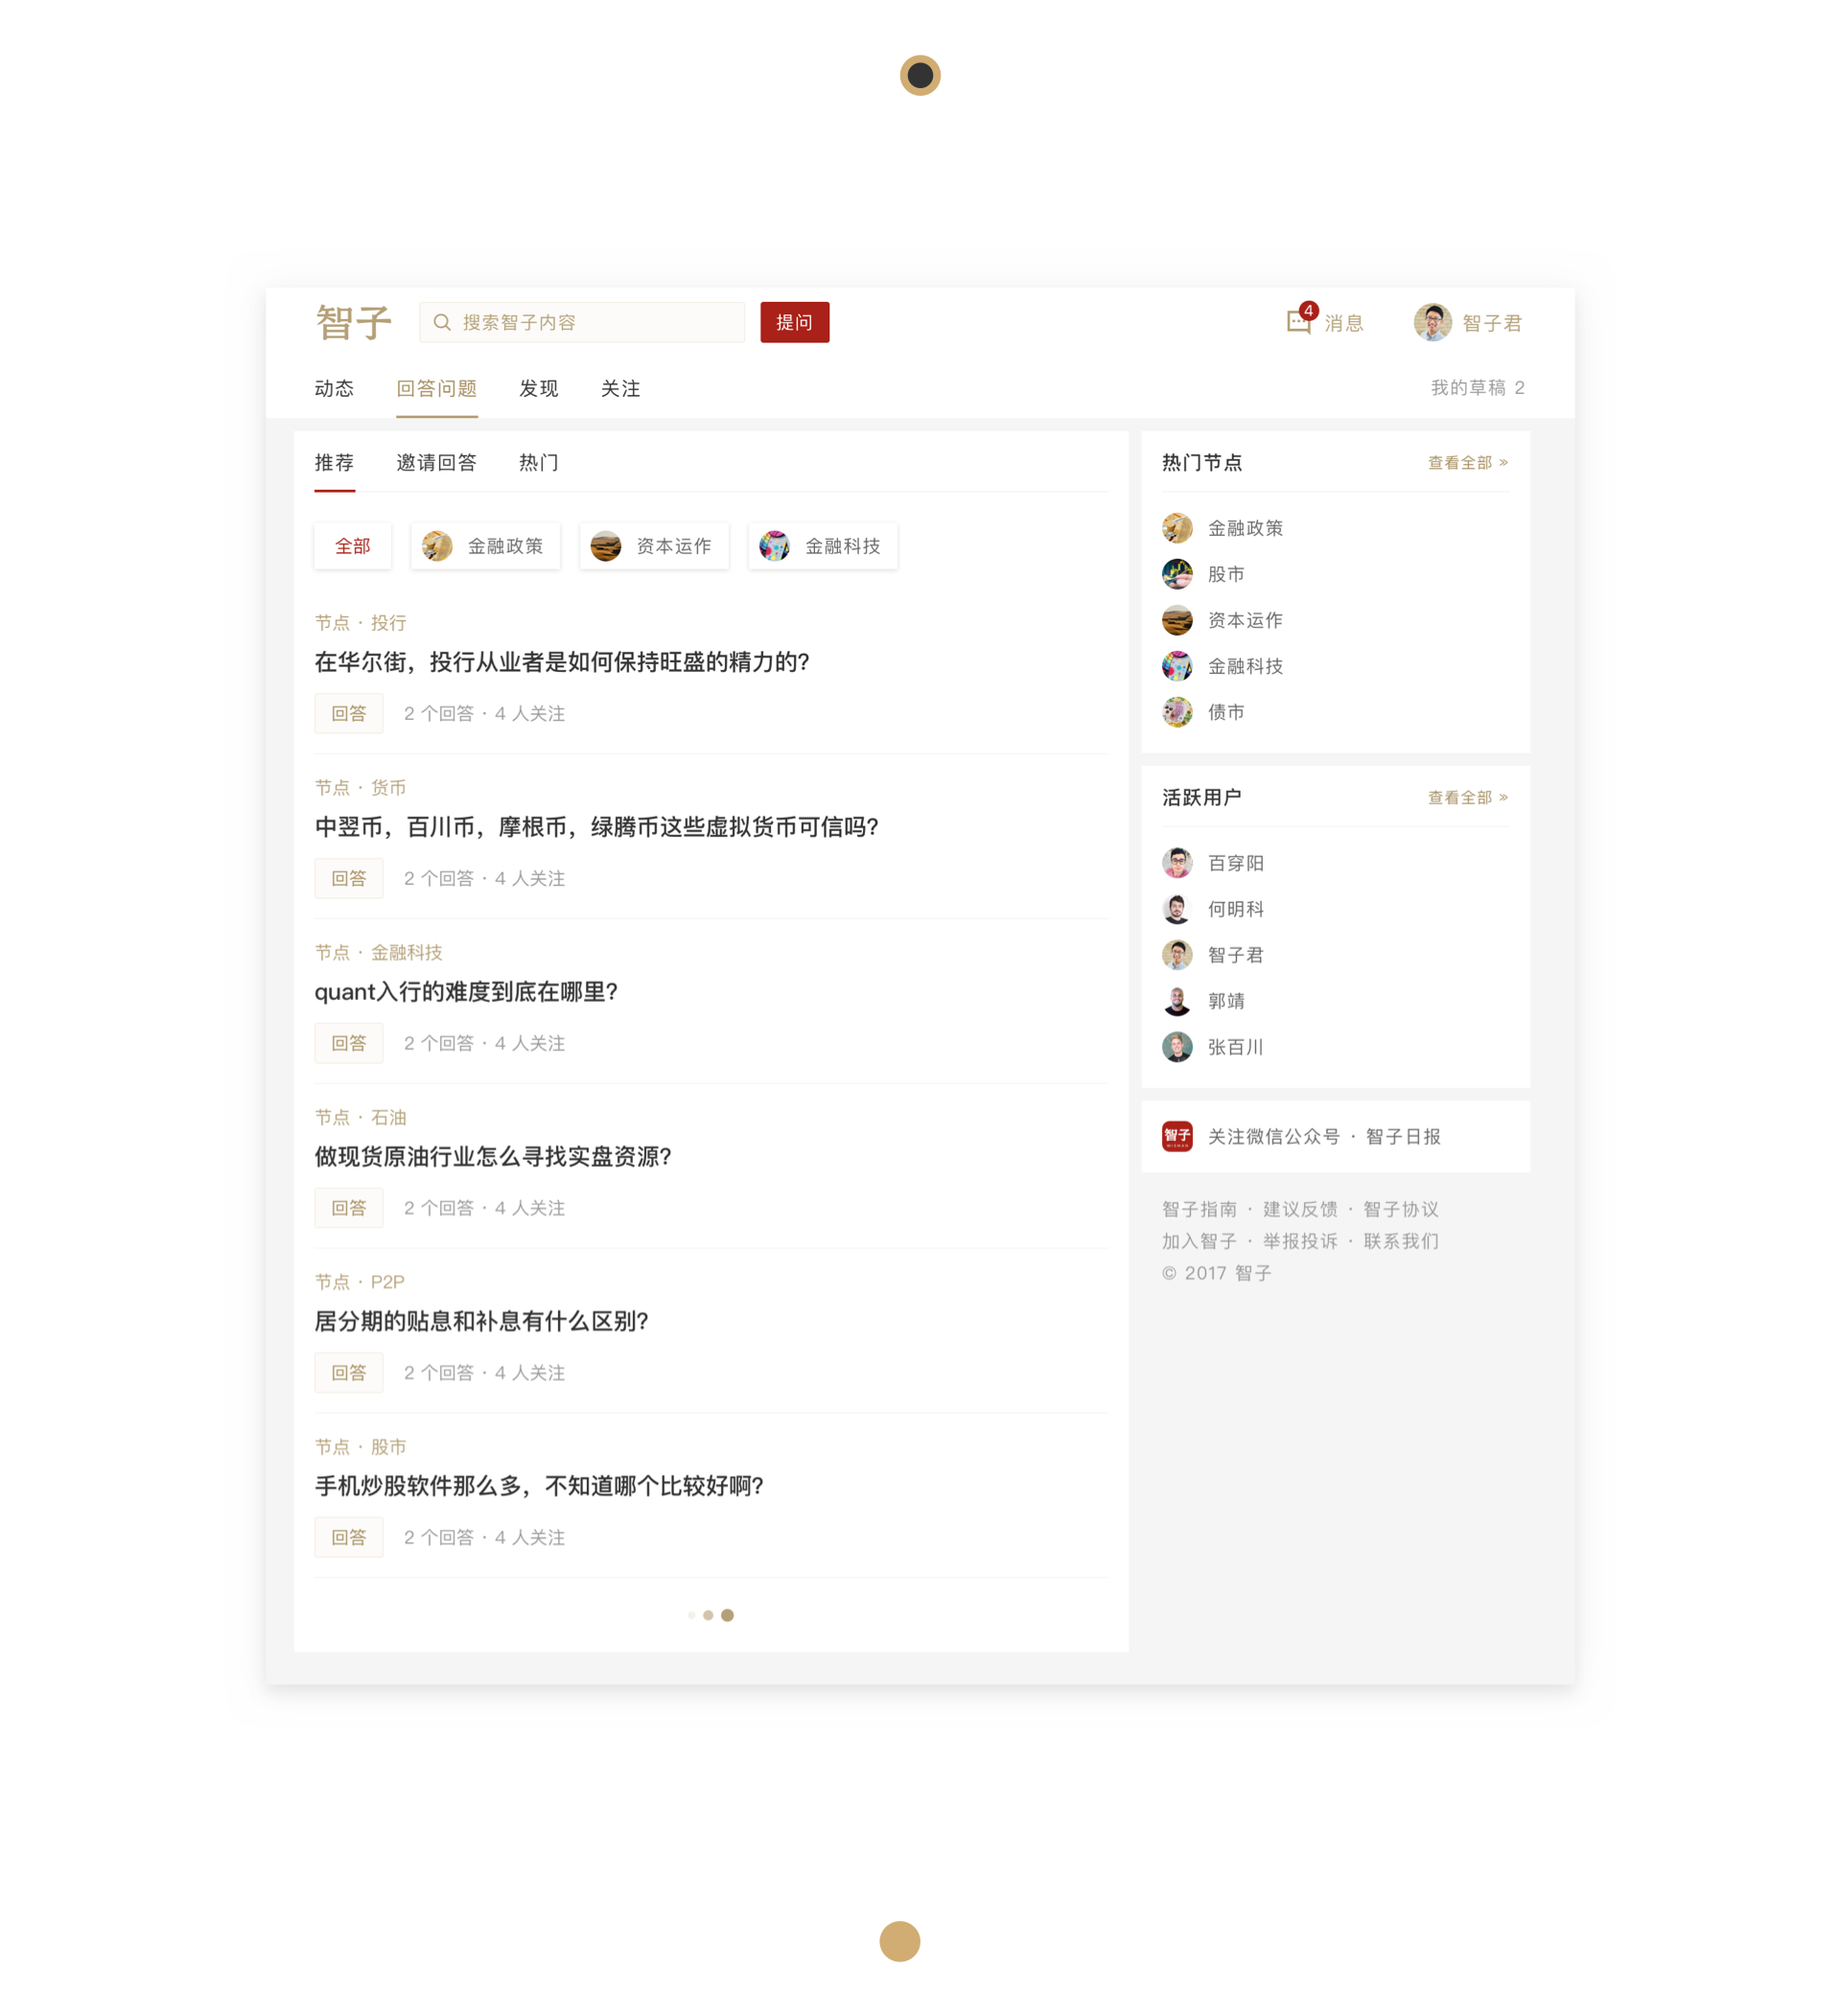 智子
搜索智子内容
提问
4
消息
智子君
动态
回答问题
发现
关注
我的草稿 2
推荐
邀请回答
热门
全部
金融政策
资本运作
金融科技
节点 · 投行
在华尔街，投行从业者是如何保持旺盛的精力的?
回答
2 个回答 · 4 人关注
节点 · 货币
中翌币，百川币，摩根币，绿腾币这些虚拟货币可信吗?
回答
2 个回答 · 4 人关注
节点 · 金融科技
quant入行的难度到底在哪里?
回答
2 个回答 · 4 人关注
节点 · 石油
做现货原油行业怎么寻找实盘资源?
回答
2 个回答 · 4 人关注
节点 · P2P
居分期的贴息和补息有什么区别?
回答
2 个回答 · 4 人关注
节点 · 股市
手机炒股软件那么多，不知道哪个比较好啊?
回答
2 个回答 · 4 人关注
热门节点
查看全部 »
金融政策
股市
资本运作
金融科技
债市
活跃用户
查看全部 »
百穿阳
何明科
智子君
郭靖
张百川
智子
关注微信公众号 · 智子日报
智子指南 · 建议反馈 · 智子协议
加入智子 · 举报投诉 · 联系我们
© 2017 智子